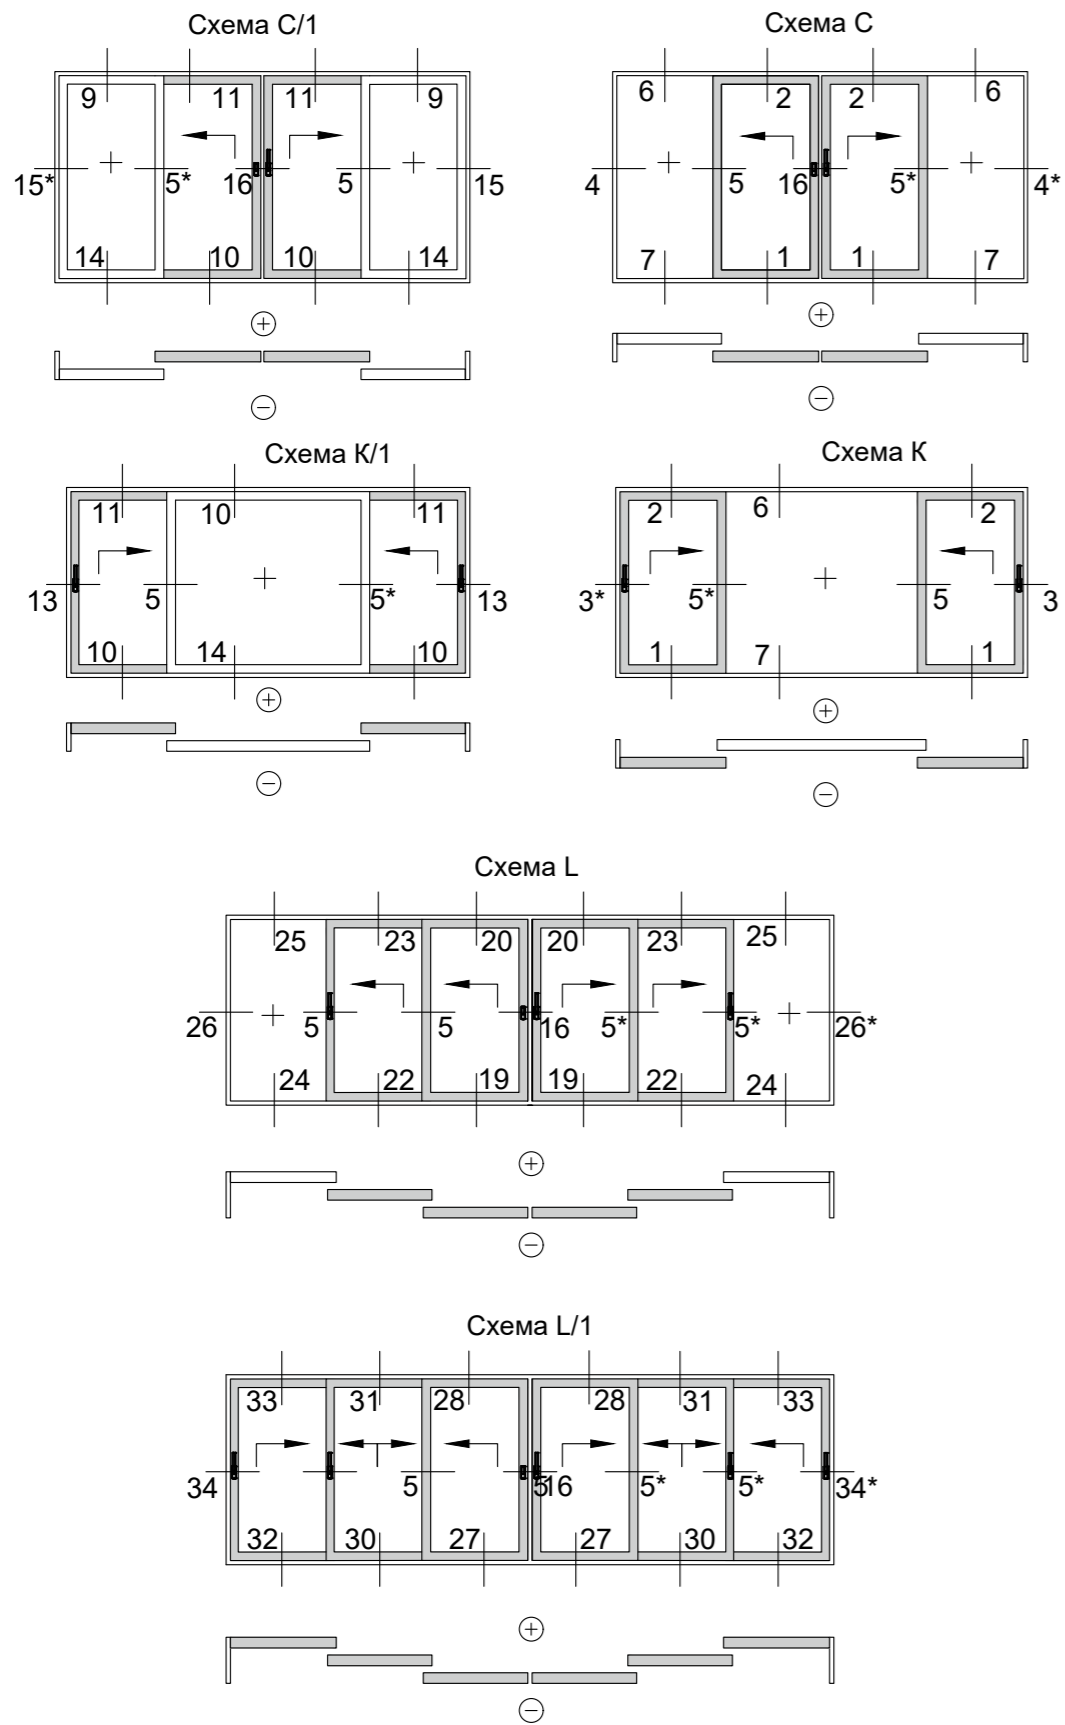 Схема С/1
9 11 11 9
15* 5* 16 5 15
14 10 10 14
+
−
Схема С
6 2 2 6
4 5 16 5* 4*
7 1 1 7
+
−
Схема К/1
11 10 11
13 5 5* 13
10 14 10
+
−
Схема К
2 6 2
3* 5* 5 3
1 7 1
+
−
Схема L
25 23 20 20 23 25
26 5 5 16 5* 5* 26*
24 22 19 19 22 24
+
−
Схема L/1
33 31 28 28 31 33
34 5 5 16 5* 5* 34*
32 30 27 27 30 32
+
−